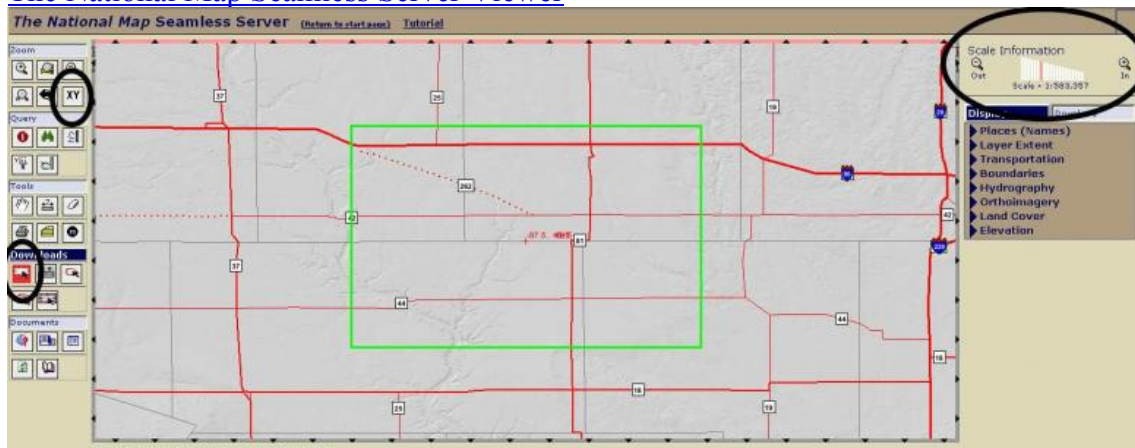 The National Map Seamless Server Viewer
The National Map Seamless Server (Return to start page) Tutorial
Zoom
XY
Query
Tools
Downloads
Documents
37
25
19
29
90
262
42
42
81
229
37
44
44
18
18
25
19
Scale Information
Out
In
Scale = 1:583,357
Display
Places (Names)
Layer Extent
Transportation
Boundaries
Hydrography
Orthoimagery
Land Cover
Elevation